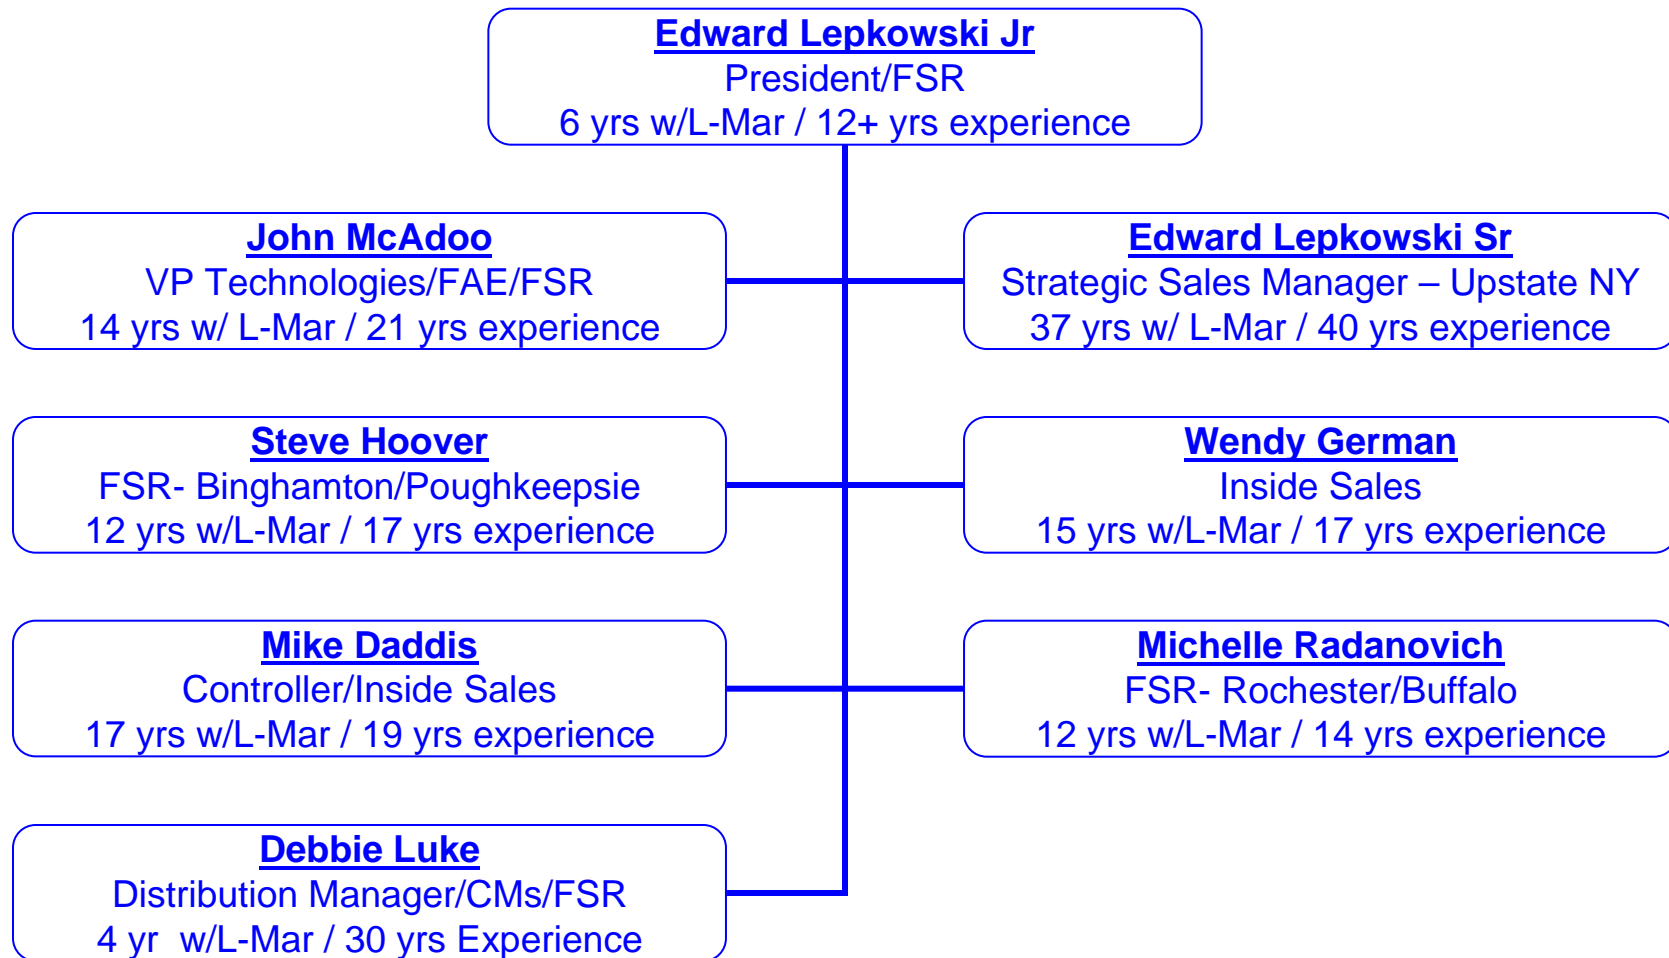 Edward Lepkowski Jr
President/FSR
6 yrs w/L-Mar / 12+ yrs experience
John McAdoo
VP Technologies/FAE/FSR
14 yrs w/ L-Mar / 21 yrs experience
Edward Lepkowski Sr
Strategic Sales Manager – Upstate NY
37 yrs w/ L-Mar / 40 yrs experience
Steve Hoover
FSR- Binghamton/Poughkeepsie
12 yrs w/L-Mar / 17 yrs experience
Wendy German
Inside Sales
15 yrs w/L-Mar / 17 yrs experience
Mike Daddis
Controller/Inside Sales
17 yrs w/L-Mar / 19 yrs experience
Michelle Radanovich
FSR- Rochester/Buffalo
12 yrs w/L-Mar / 14 yrs experience
Debbie Luke
Distribution Manager/CMs/FSR
4 yr  w/L-Mar / 30 yrs Experience